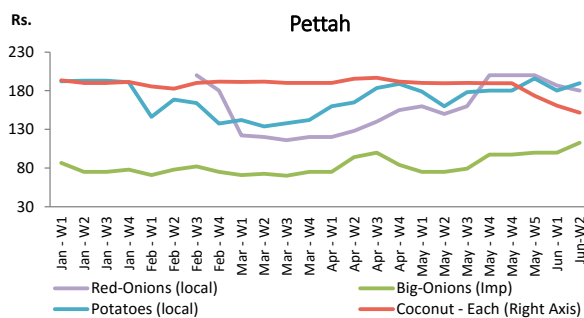 Rs.
Pettah
230
180
130
80
30
Jan - W1
Jan - W2
Jan - W3
Jan - W4
Feb - W1
Feb - W2
Feb - W3
Feb - W4
Mar - W1
Mar - W2
Mar - W3
Mar - W4
Apr - W1
Apr - W2
Apr - W3
Apr - W4
May - W1
May - W2
May - W3
May - W4
May - W4
May - W5
Jun - W1
Jun-W2
Red-Onions (local)
Big-Onions (Imp)
Potatoes (local)
Coconut - Each (Right Axis)